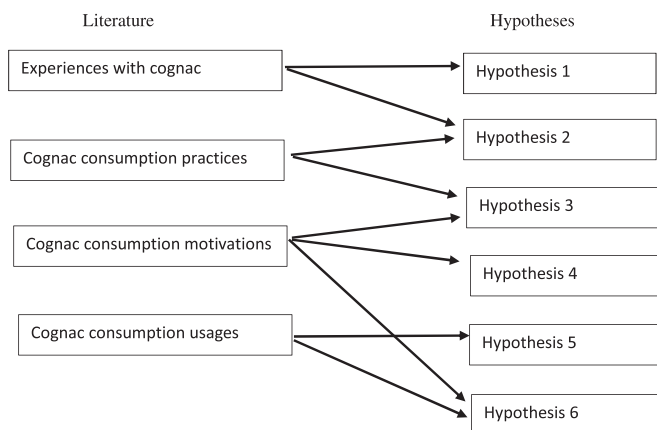 Literature
Hypotheses
Experiences with cognac
Hypothesis 1
Hypothesis 2
Cognac consumption practices
Hypothesis 3
Cognac consumption motivations
Hypothesis 4
Cognac consumption usages
Hypothesis 5
Hypothesis 6